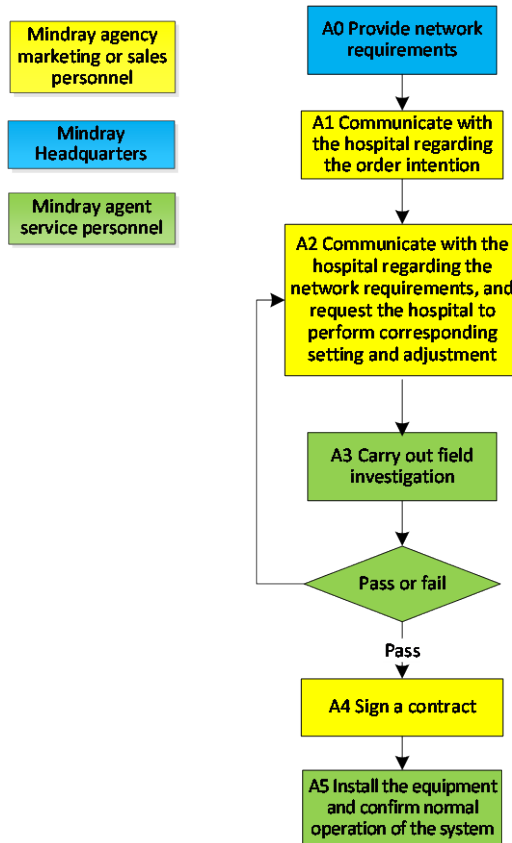 Mindray agency
marketing or sales
personnel
Mindray
Headquarters
Mindray agent
service personnel
A0 Provide network
requirements
A1 Communicate with
the hospital regarding
the order intention
A2 Communicate with the
hospital regarding the
network requirements, and
request the hospital to
perform corresponding
setting and adjustment
A3 Carry out field
investigation
Pass or fail
Pass
A4 Sign a contract
A5 Install the equipment
and confirm normal
operation of the system